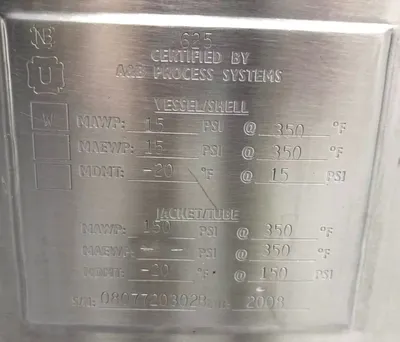 NB 625
U CERTIFIED BY
A&B PROCESS SYSTEMS
VESSEL/SHELL
W MAWP: 15 PSI @ 350 °F
MAEWP: 15 PSI @ 350 °F
MDMT: -20 °F @ 15 PSI
JACKET/TUBE
MAWP: 150 PSI @ 350 °F
MAEWP: - - PSI @ 350 °F
MDMT: -20 °F @ 150 PSI
2008